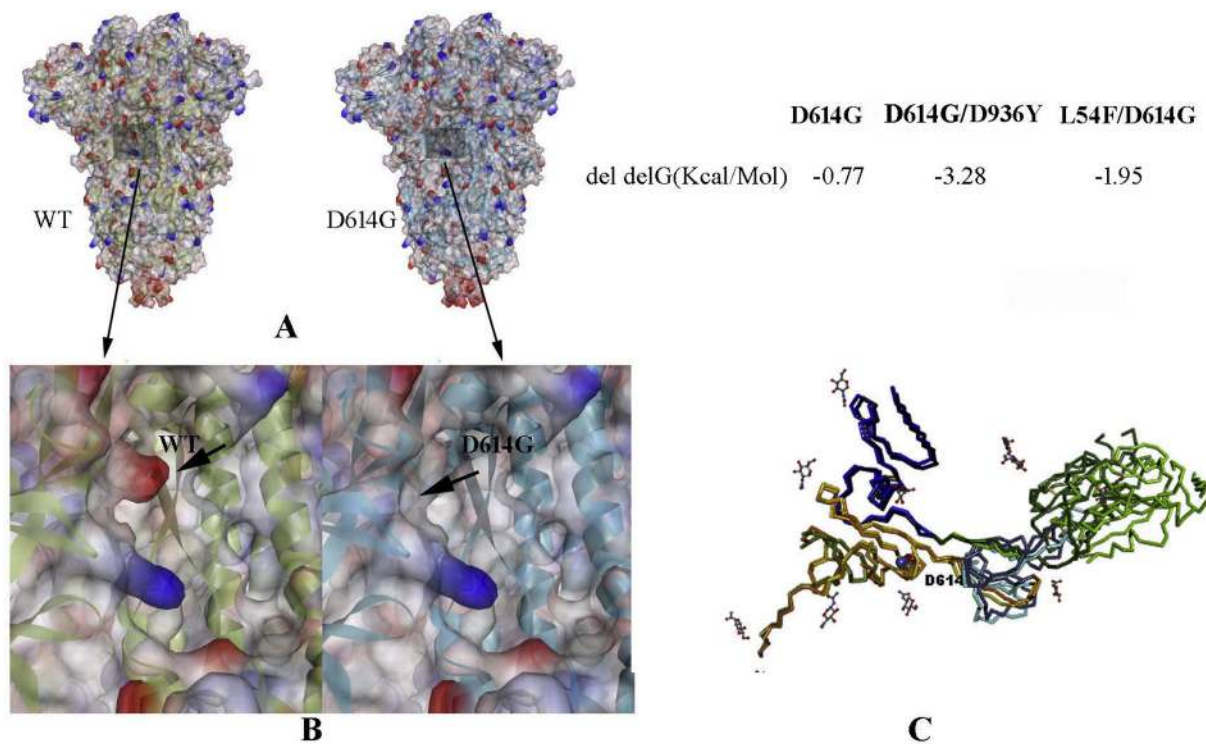 D614G D614G/D936Y L54F/D614G
del delG(Kcal/Mol) -0.77 -3.28 -1.95
WT D614G
A
WT D614G
D614
B C